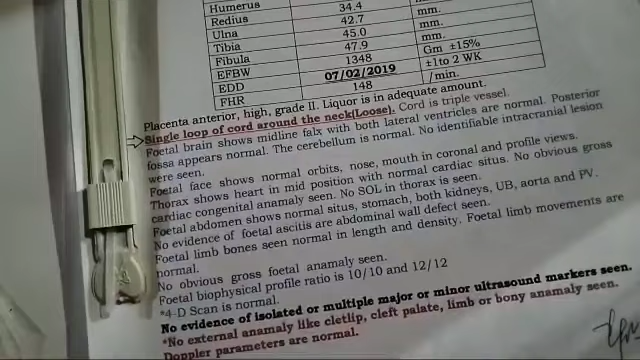 Humerus 34.4 mm.
Redius 42.7 mm.
Ulna 45.0 mm.
Tibia 47.9 mm.
Fibula 1348 Gm ±15%
EFBW 07/02/2019 ±1to 2 WK
EDD 148 /min.
FHR
Placenta anterior, high, grade II. Liquor is in adequate amount.
Single loop of cord around the neck(Loose). Cord is triple vessel.
Foetal brain shows midline falx with both lateral ventricles are normal. Posterior
fossa appears normal. The cerebellum is normal. No identifiable intracranial lesion
were seen.
Foetal face shows normal orbits, nose, mouth in coronal and profile views.
Thorax shows heart in mid position with normal cardiac situs. No obvious gross
cardiac congenital anamaly seen. No SOL in thorax is seen.
Foetal abdomen shows normal situs, stomach, both kidneys, UB, aorta and PV.
No evidence of foetal ascitis are abdominal wall defect seen.
Foetal limb bones seen normal in length and density. Foetal limb movements are
normal.
No obvious gross foetal anamaly seen.
Foetal biophysical profile ratio is 10/10 and 12/12
*4-D Scan is normal.
No evidence of isolated or multiple major or minor ultrasound markers seen.
*No external anamaly like cletlip, cleft palate, limb or bony anamaly seen.
Doppler parameters are normal.